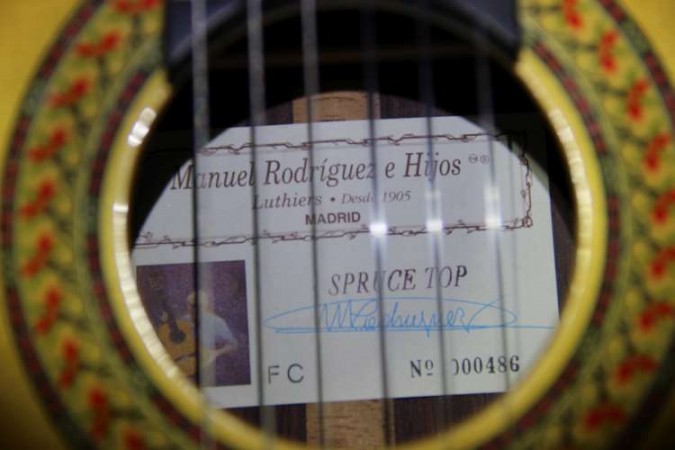 Manuel Rodríguez e Hijos ®
Luthiers • Desde 1905
MADRID
SPRUCE TOP
FC
Nº 000486